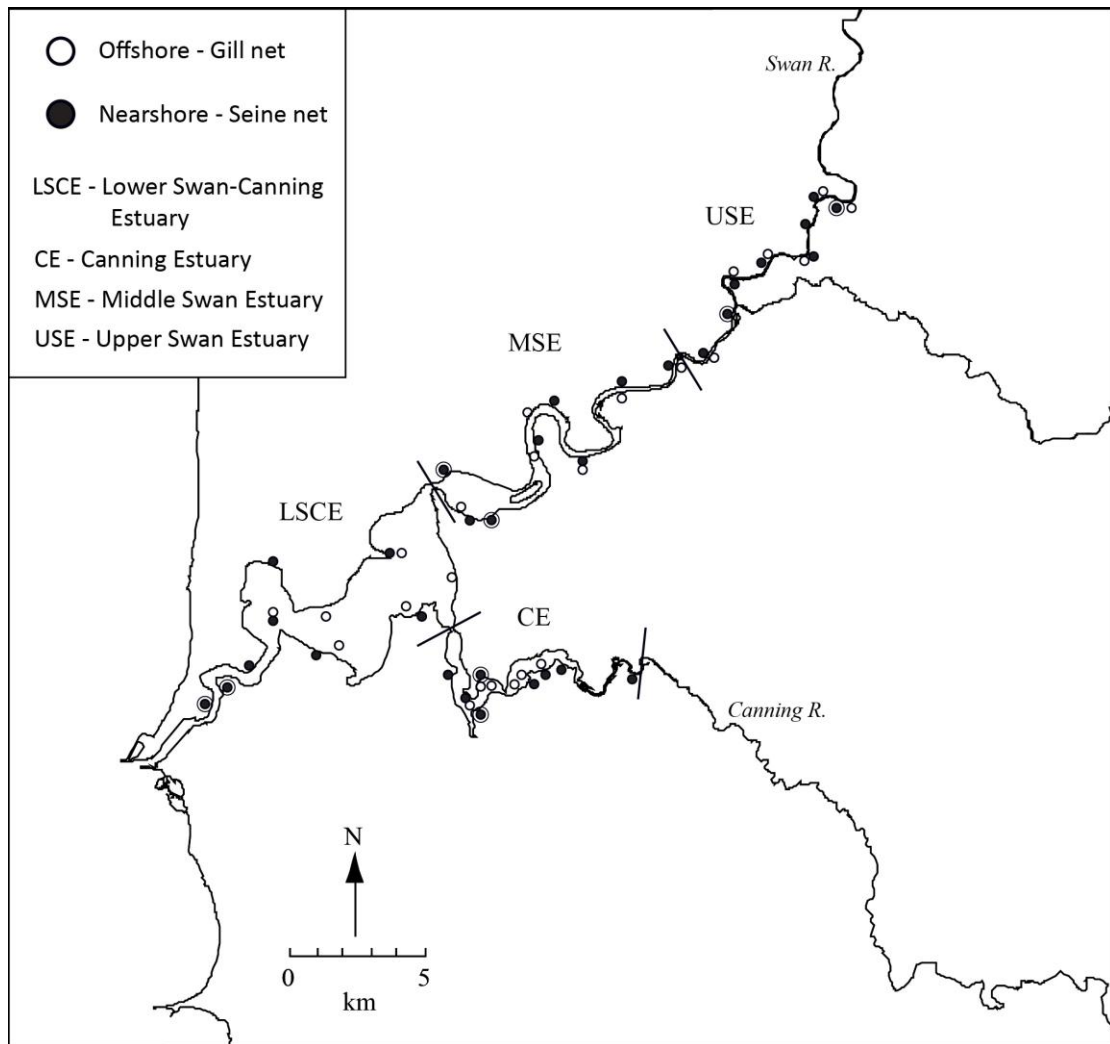 Offshore - Gill net
Nearshore - Seine net
LSCE - Lower Swan-Canning
Estuary
CE - Canning Estuary
MSE - Middle Swan Estuary
USE - Upper Swan Estuary
Swan R.
USE
MSE
LSCE
CE
Canning R.
N
0 5
km